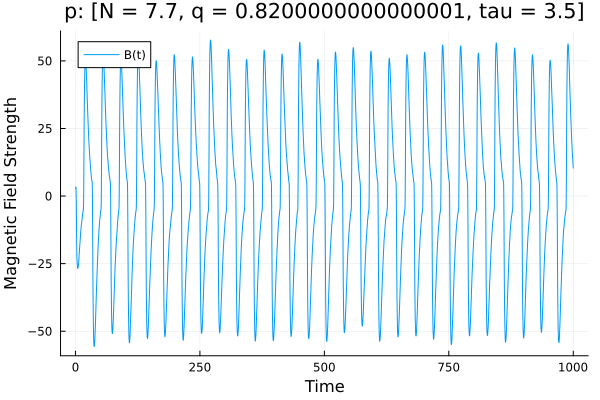 p: [N = 7.7, q = 0.8200000000000001, tau = 3.5]
B(t)
Magnetic Field Strength
50
25
0
−25
−50
0
250
500
750
1000
Time